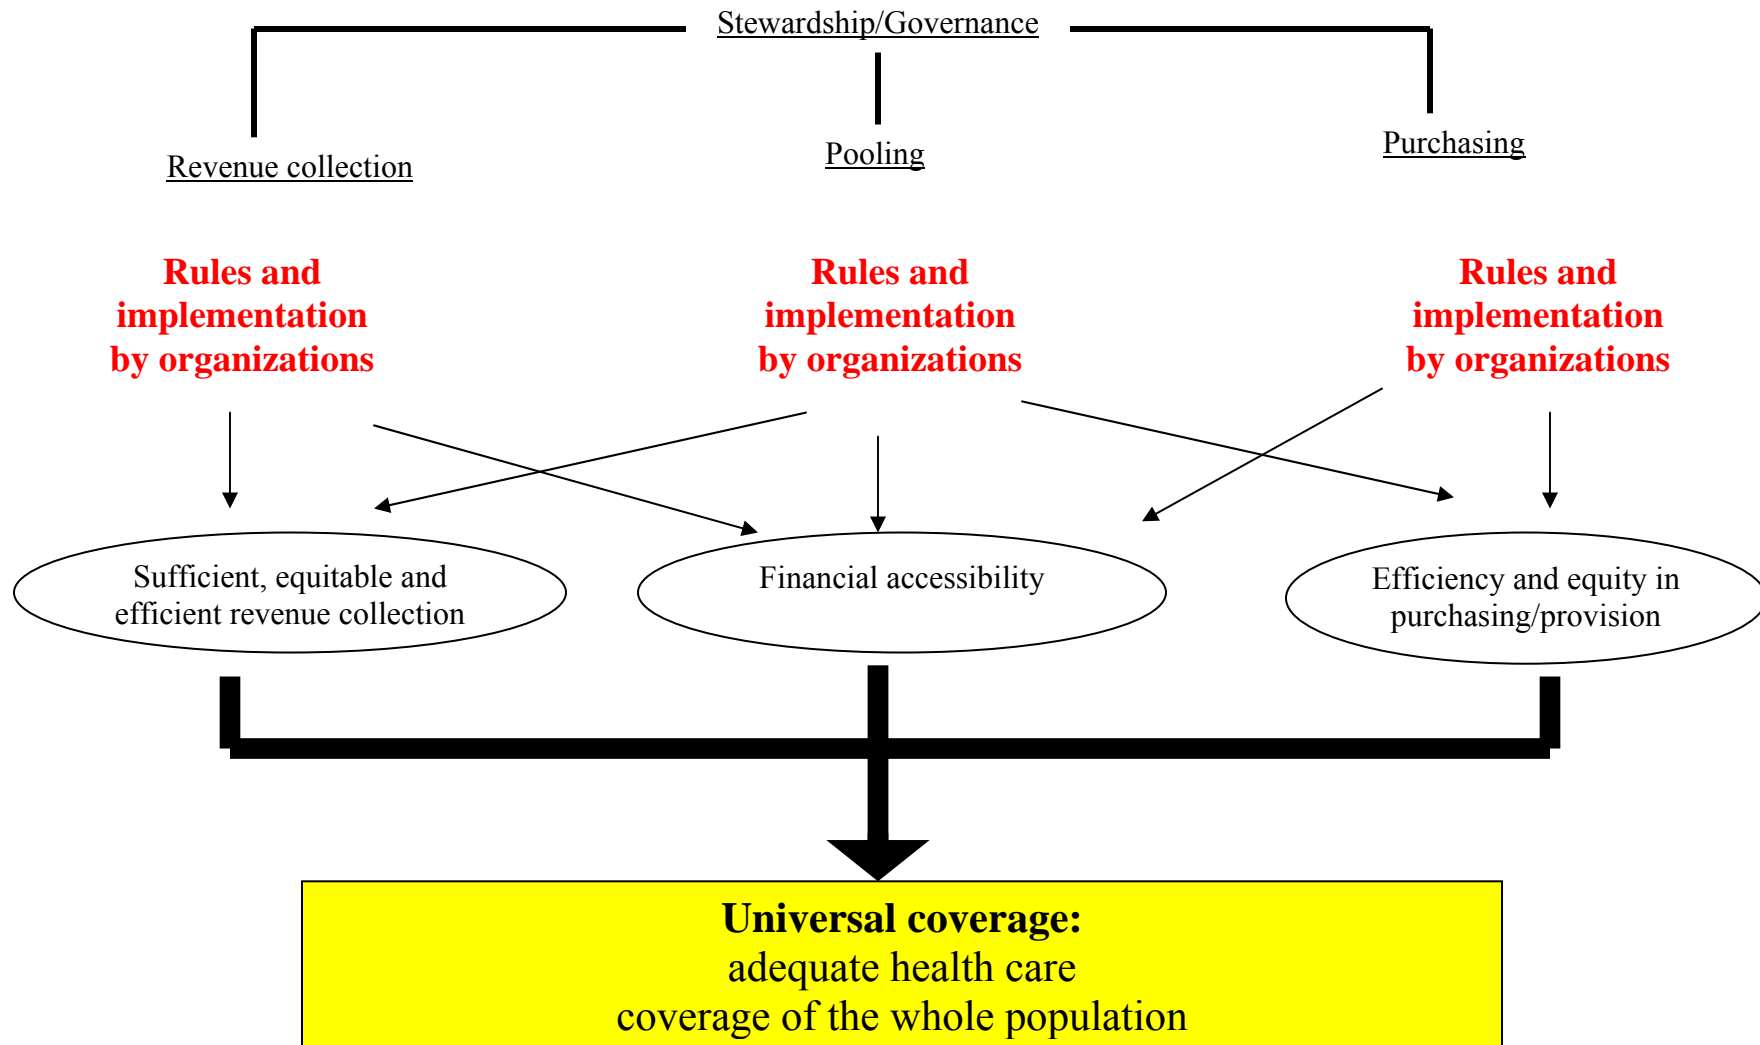 Stewardship/Governance
Revenue collection
Pooling
Purchasing
Rules and
implementation
by organizations
Rules and
implementation
by organizations
Rules and
implementation
by organizations
Sufficient, equitable and
efficient revenue collection
Financial accessibility
Efficiency and equity in
purchasing/provision
Universal coverage:
adequate health care
coverage of the whole population